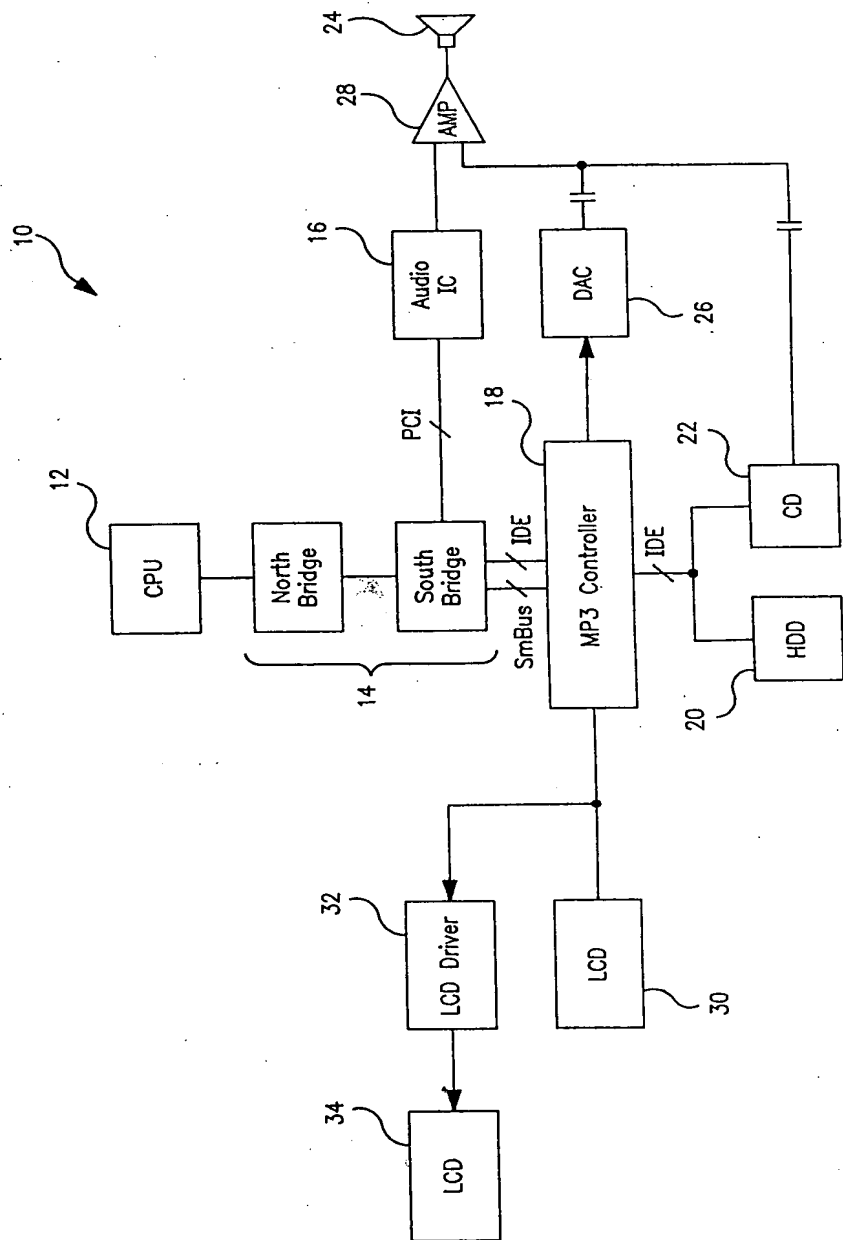 10
12
CPU
North
Bridge
14
South
Bridge
PCI
16
Audio
IC
28
AMP
24
SmBus
IDE
18
MP3 Controller
DAC
26
IDE
20
HDD
22
CD
32
LCD Driver
34
LCD
LCD
30